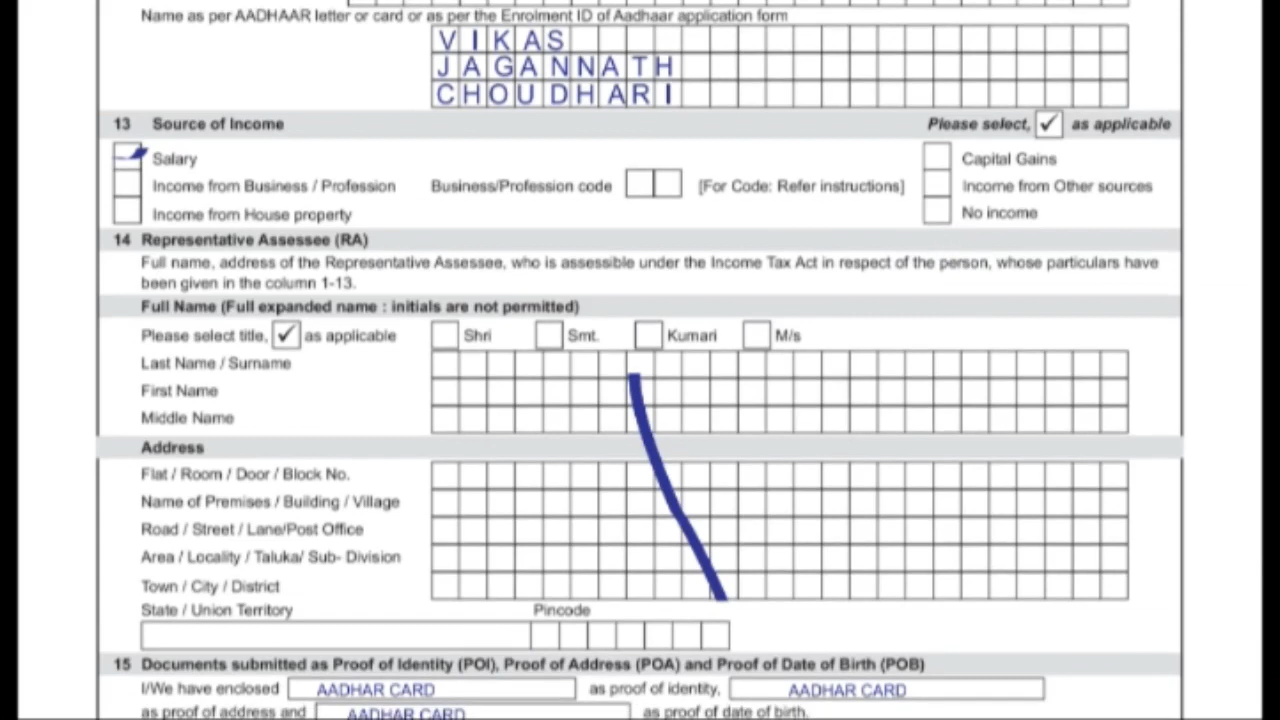 Name as per AADHAAR letter or card or as per the Enrolment ID of Aadhaar application form
VIKAS
JAGANNATH
CHOUDHARI
13 Source of Income Please select, ✓ as applicable
Salary Capital Gains
Income from Business / Profession Business/Profession code [For Code: Refer instructions] Income from Other sources
Income from House property No income
14 Representative Assessee (RA)
Full name, address of the Representative Assessee, who is assessible under the Income Tax Act in respect of the person, whose particulars have
been given in the column 1-13.
Full Name (Full expanded name : initials are not permitted)
Please select title, ✓ as applicable Shri Smt. Kumari M/s
Last Name / Surname
First Name
Middle Name
Address
Flat / Room / Door / Block No.
Name of Premises / Building / Village
Road / Street / Lane/Post Office
Area / Locality / Taluka/ Sub- Division
Town / City / District
State / Union Territory Pincode
15 Documents submitted as Proof of Identity (POI), Proof of Address (POA) and Proof of Date of Birth (POB)
I/We have enclosed AADHAR CARD as proof of identity, AADHAR CARD
as proof of address and AADHAR CARD as proof of date of birth.